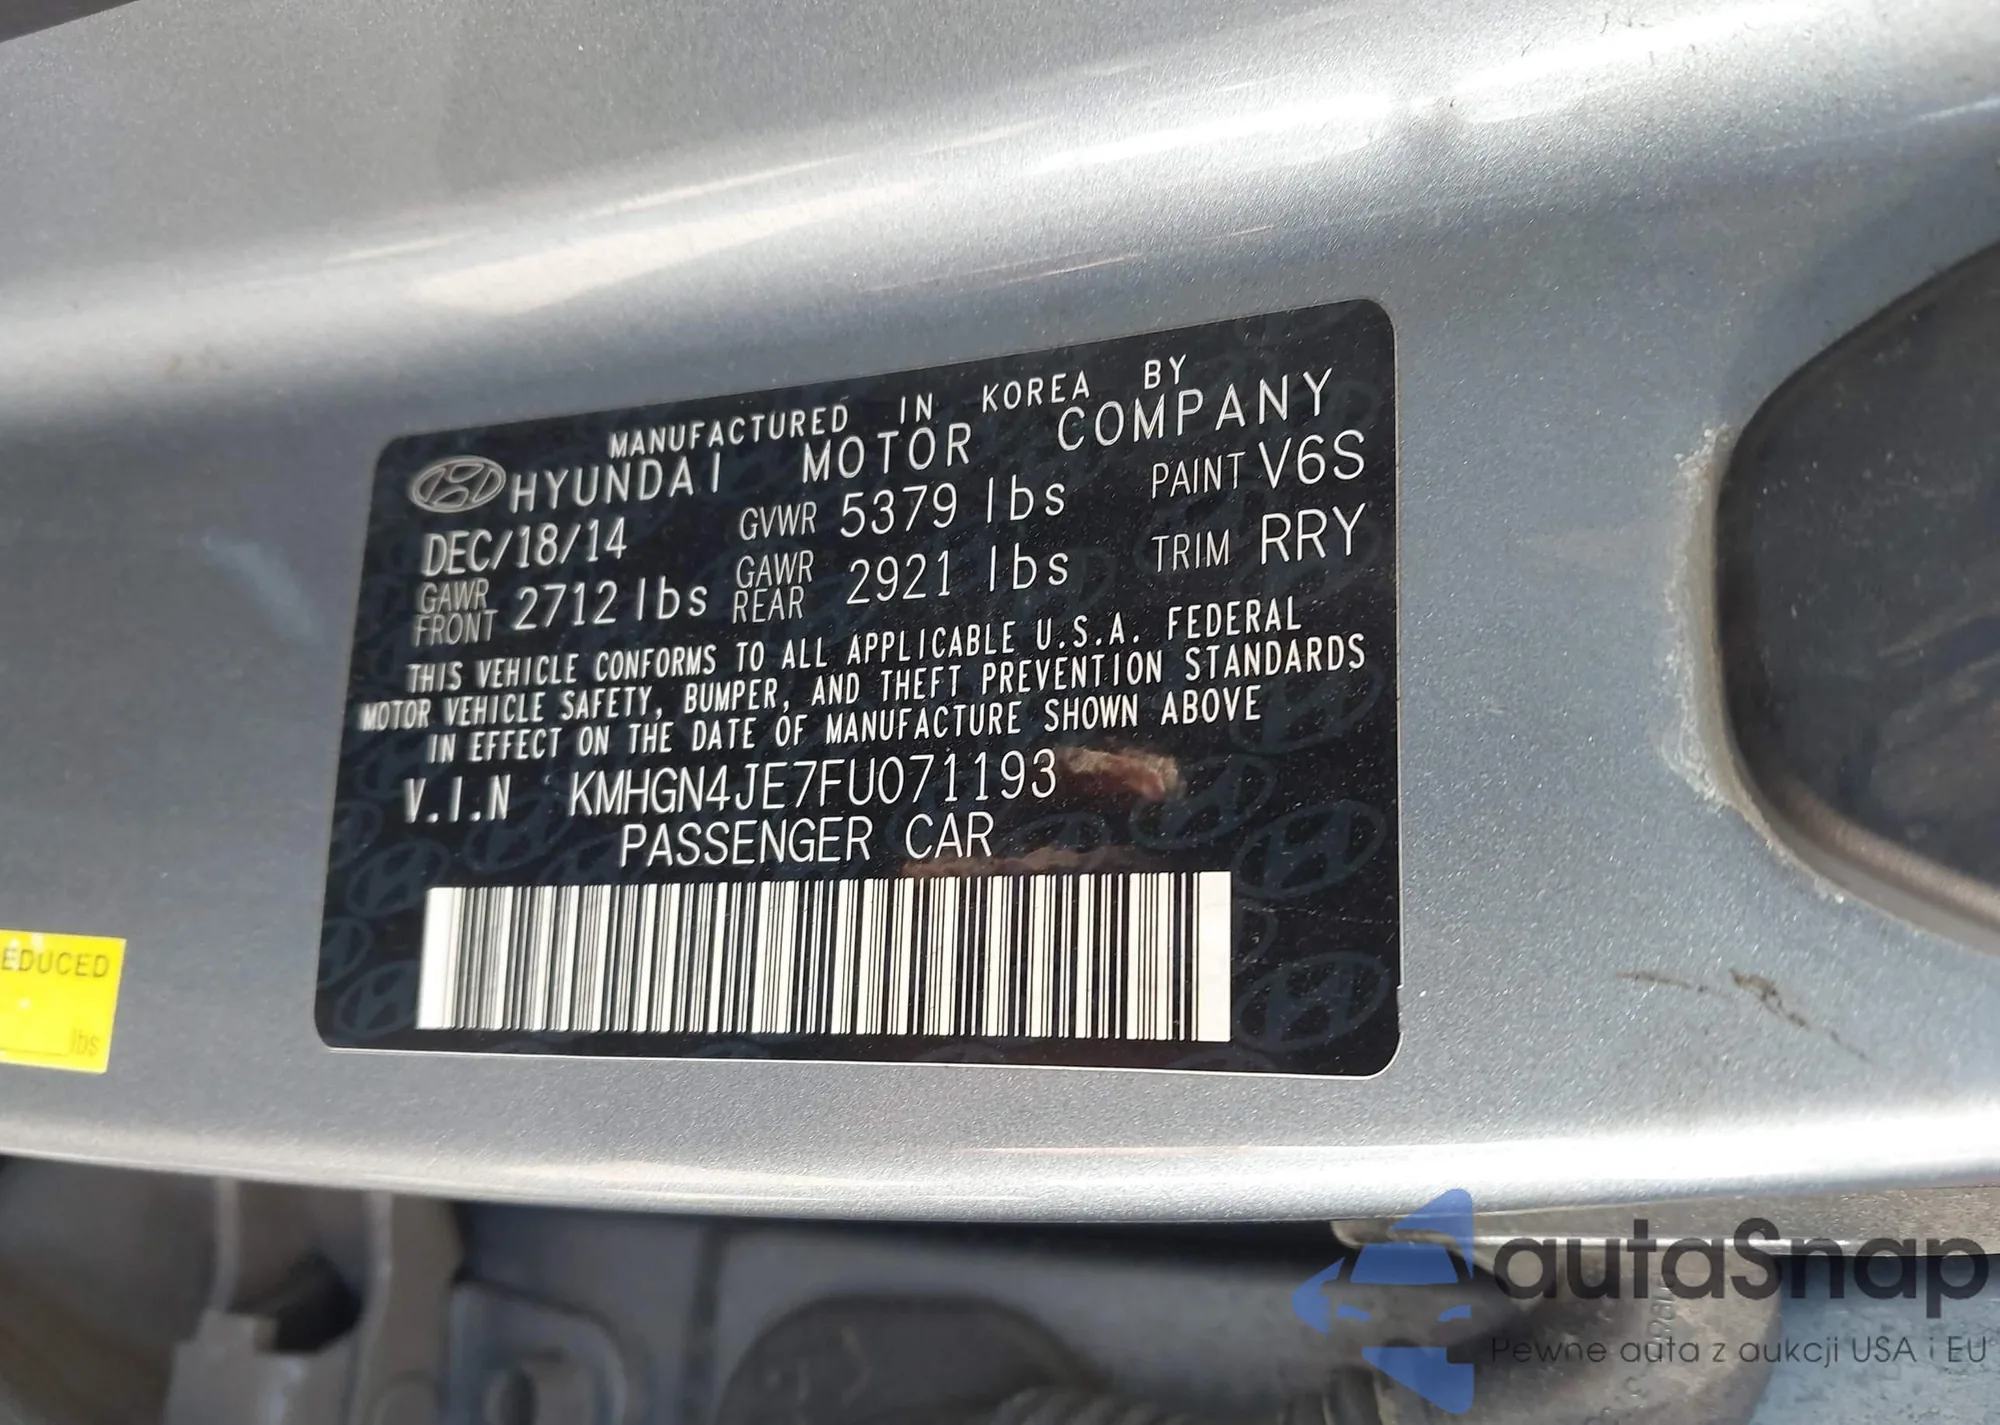 MANUFACTURED IN KOREA BY
HYUNDAI MOTOR COMPANY
DEC/18/14 GVWR 5379 lbs PAINT V6S
GAWR FRONT 2712 lbs GAWR REAR 2921 lbs TRIM RRY
THIS VEHICLE CONFORMS TO ALL APPLICABLE U.S.A. FEDERAL
MOTOR VEHICLE SAFETY, BUMPER, AND THEFT PREVENTION STANDARDS
IN EFFECT ON THE DATE OF MANUFACTURE SHOWN ABOVE
V.I.N KMHGN4JE7FU071193
PASSENGER CAR
EDUCED
lbs
autaSnap
Pewne auta z aukcji USA i EU